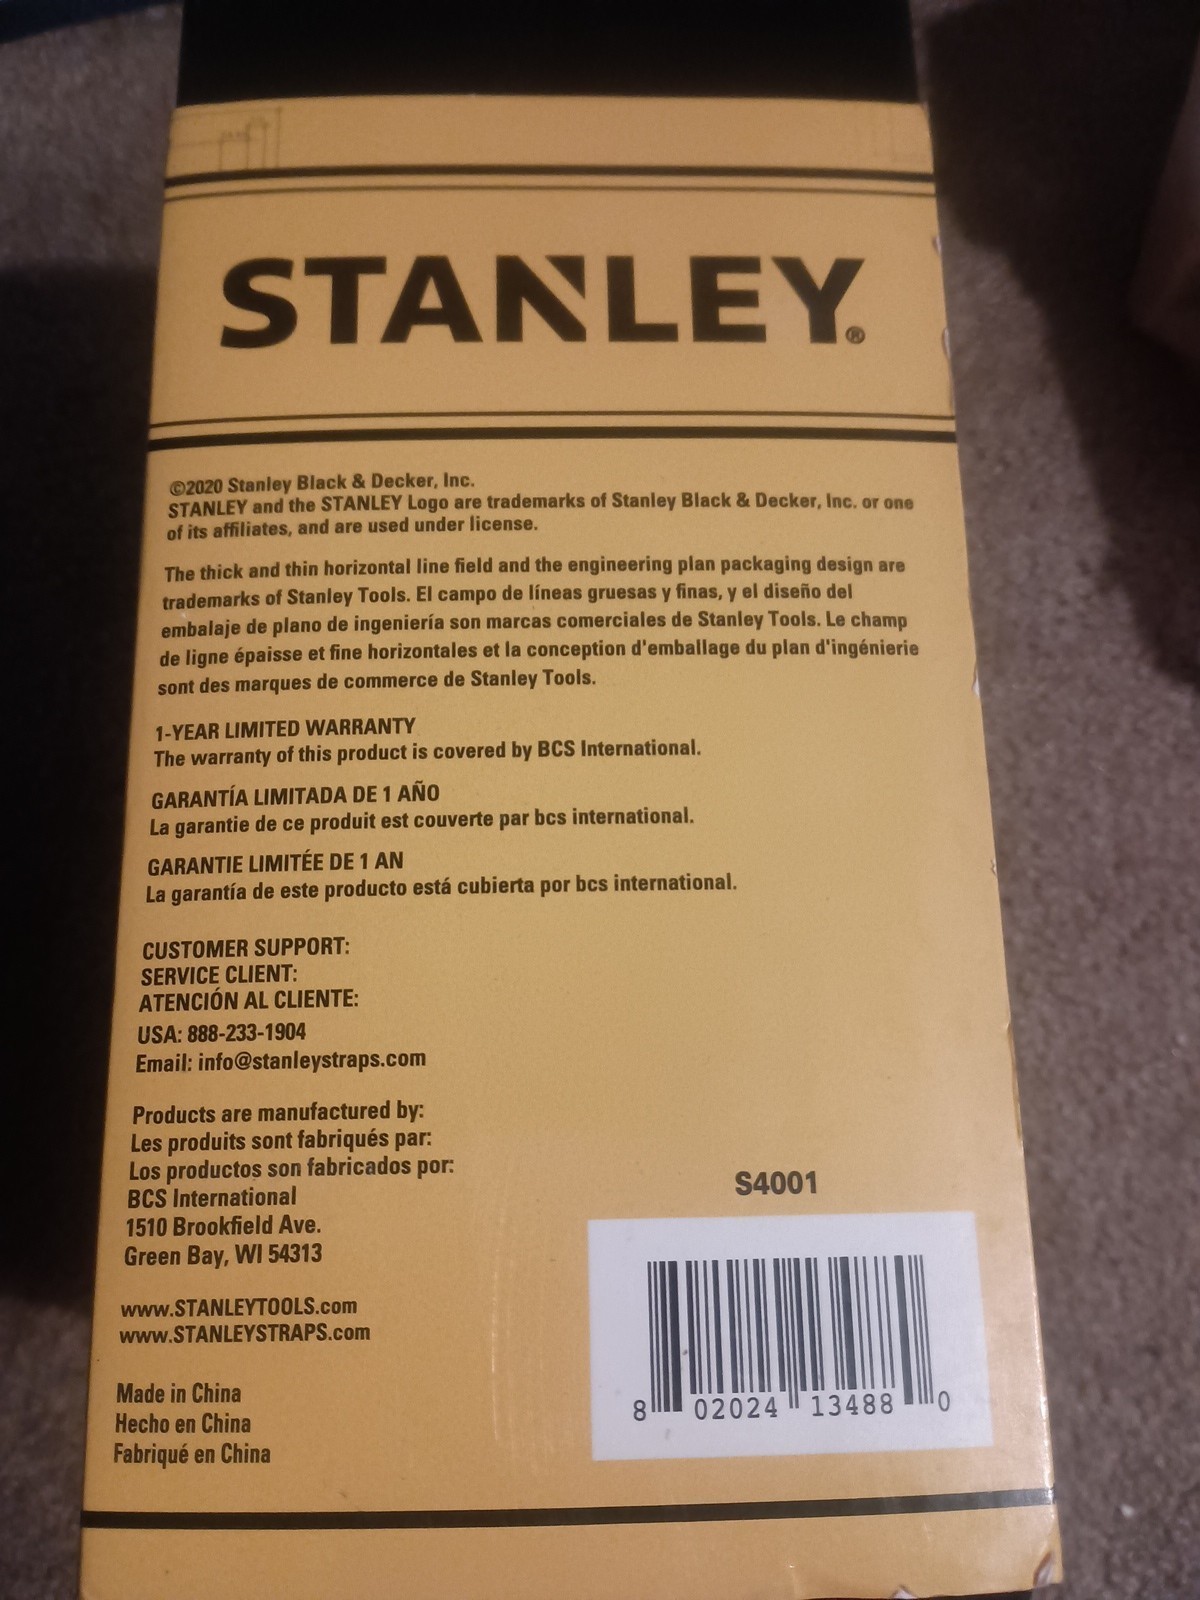 STANLEY®
©2020 Stanley Black & Decker, Inc.
STANLEY and the STANLEY Logo are trademarks of Stanley Black & Decker, Inc. or one
of its affiliates, and are used under license.
The thick and thin horizontal line field and the engineering plan packaging design are
trademarks of Stanley Tools. El campo de líneas gruesas y finas, y el diseño del
embalaje de plano de ingeniería son marcas comerciales de Stanley Tools. Le champ
de ligne épaisse et fine horizontales et la conception d'emballage du plan d'ingénierie
sont des marques de commerce de Stanley Tools.
1-YEAR LIMITED WARRANTY
The warranty of this product is covered by BCS International.
GARANTÍA LIMITADA DE 1 AÑO
La garantie de ce produit est couverte par bcs international.
GARANTIE LIMITÉE DE 1 AN
La garantía de este producto está cubierta por bcs international.
CUSTOMER SUPPORT:
SERVICE CLIENT:
ATENCIÓN AL CLIENTE:
USA: 888-233-1904
Email: info@stanleystraps.com
Products are manufactured by:
Les produits sont fabriqués par:
Los productos son fabricados por:
BCS International
1510 Brookfield Ave.
Green Bay, WI 54313
www.STANLEYTOOLS.com
www.STANLEYSTRAPS.com
Made in China
Hecho en China
Fabriqué en China
S4001
8 02024 13488 0